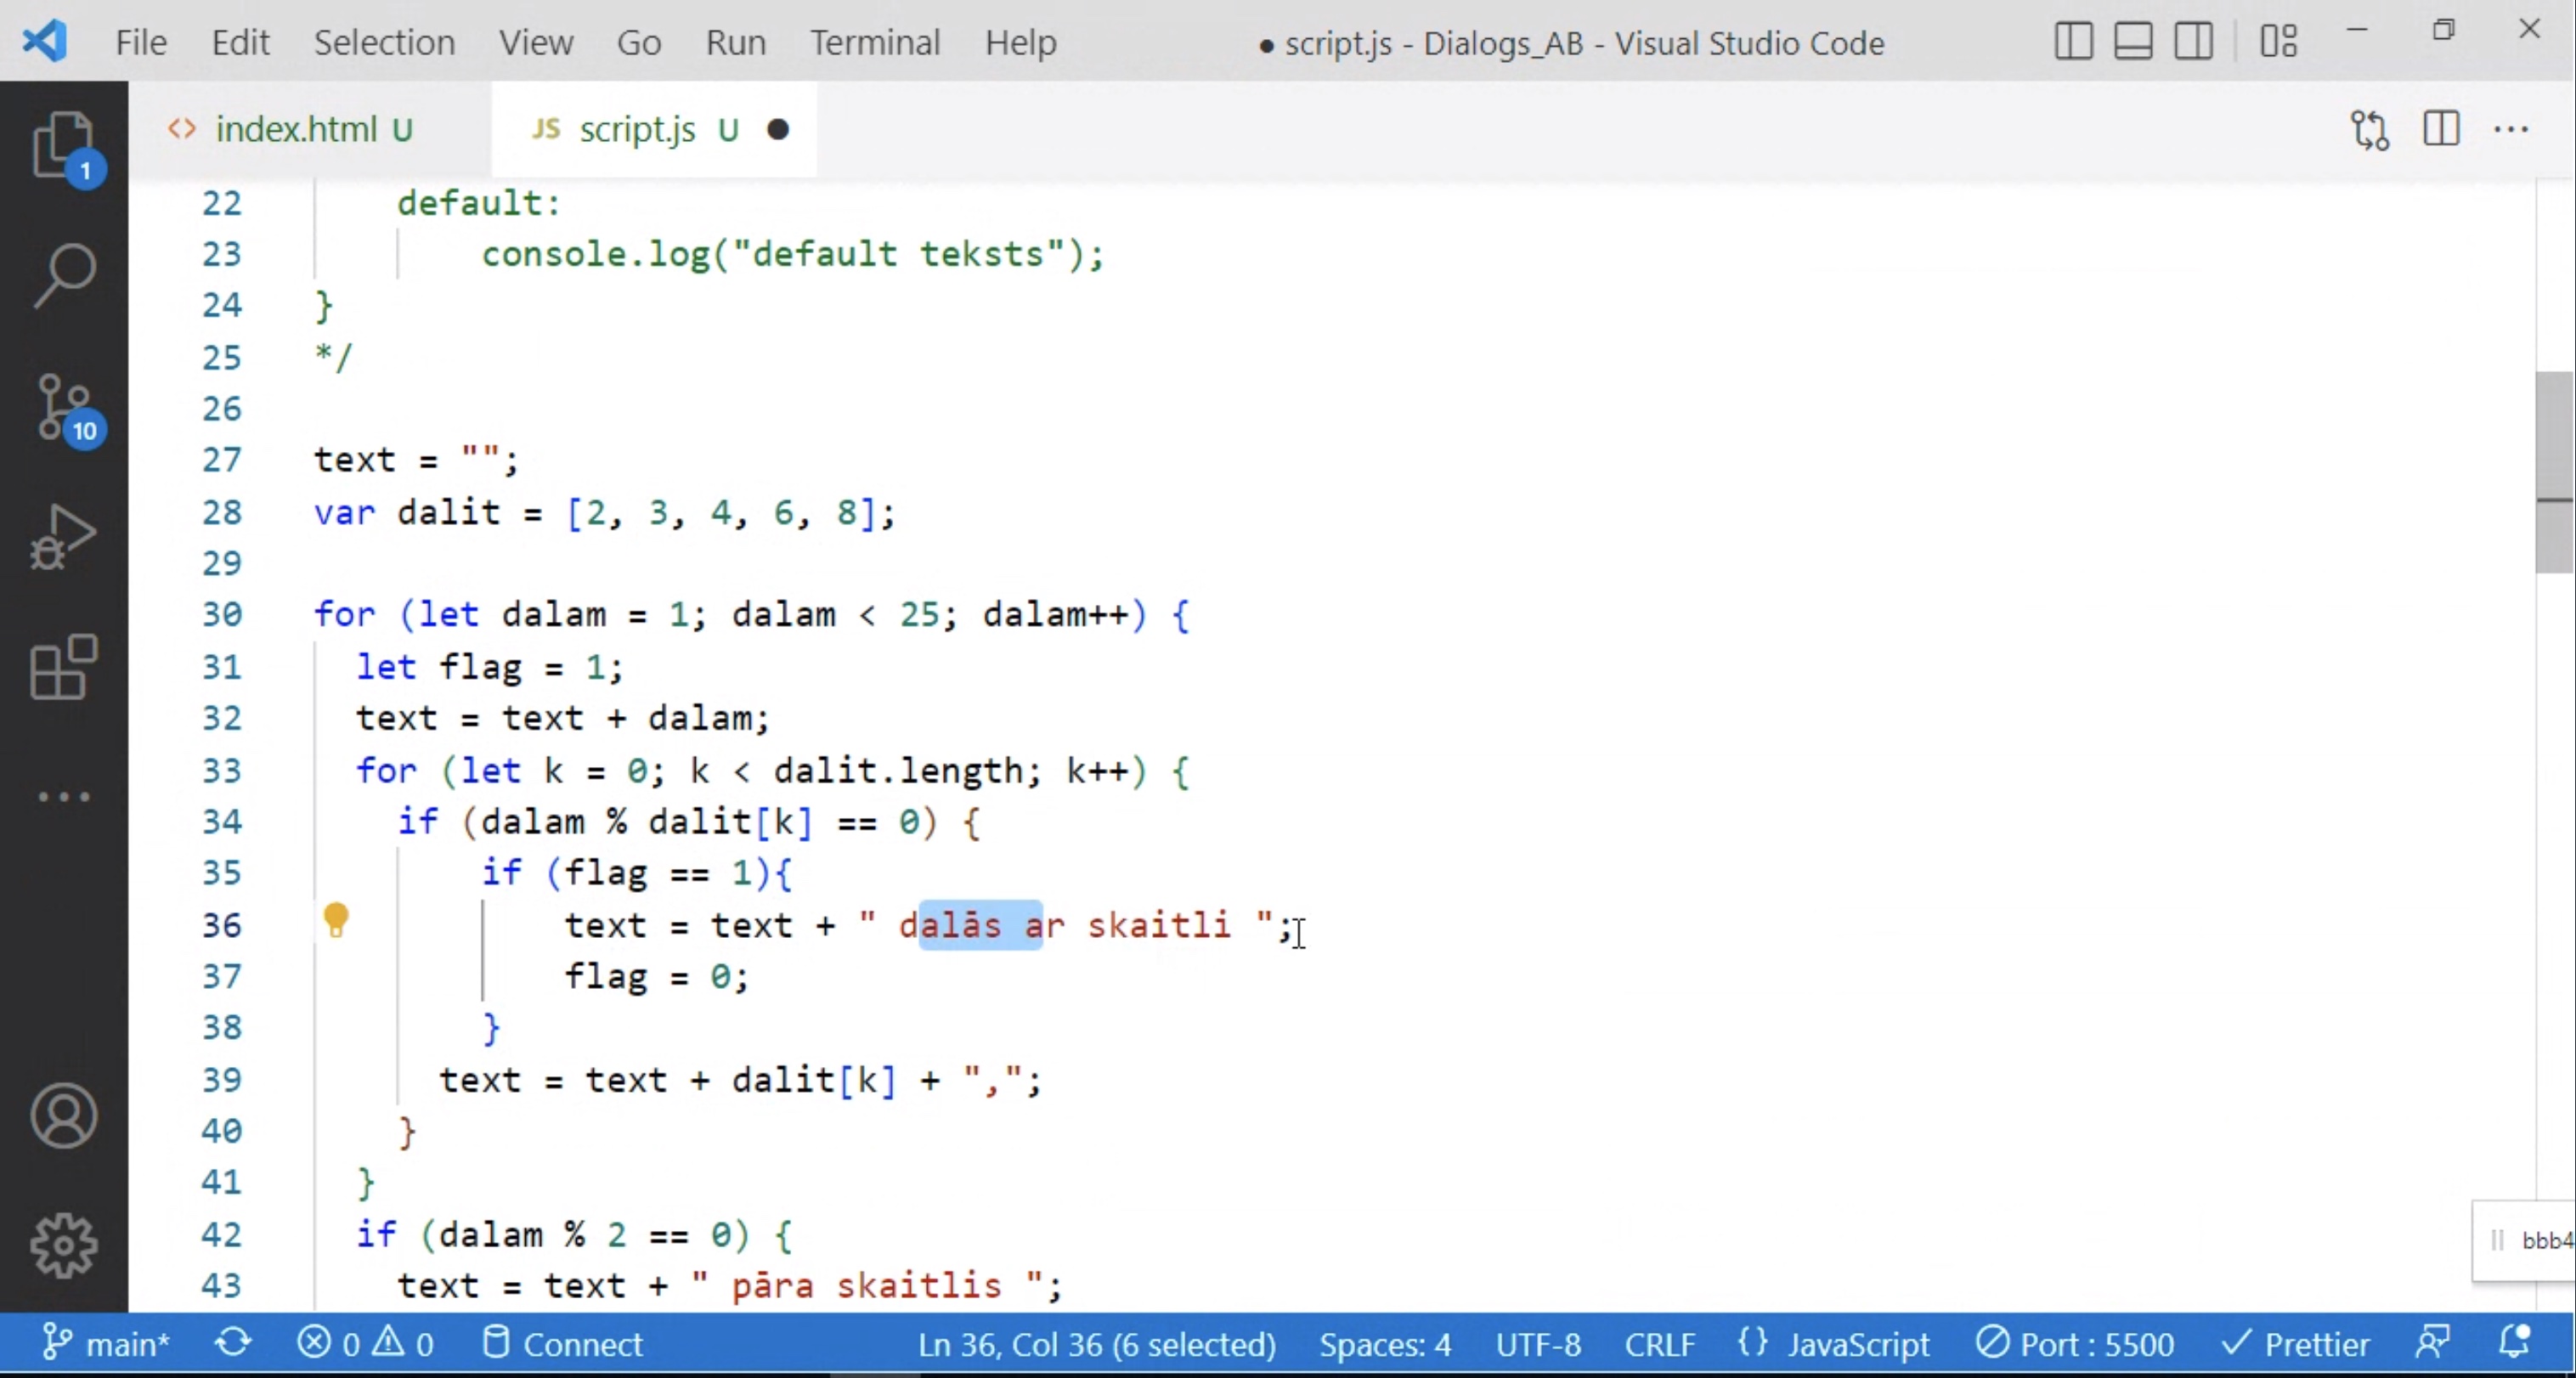 File Edit Selection View Go Run Terminal Help ● script.js - Dialogs_AB - Visual Studio Code
<> index.html U JS script.js U ●
1
10
22 default:
23 console.log("default teksts");
24 }
25 */
26
27 text = "";
28 var dalit = [2, 3, 4, 6, 8];
29
30 for (let dalam = 1; dalam < 25; dalam++) {
31 let flag = 1;
32 text = text + dalam;
33 for (let k = 0; k < dalit.length; k++) {
34 if (dalam % dalit[k] == 0) {
35 if (flag == 1){
36 text = text + " dalās ar skaitli ";
37 flag = 0;
38 }
39 text = text + dalit[k] + ",";
40 }
41 }
42 if (dalam % 2 == 0) {
43 text = text + " pāra skaitlis ";
bbb4
main* 0 0 Connect Ln 36, Col 36 (6 selected) Spaces: 4 UTF-8 CRLF {} JavaScript Port : 5500 Prettier